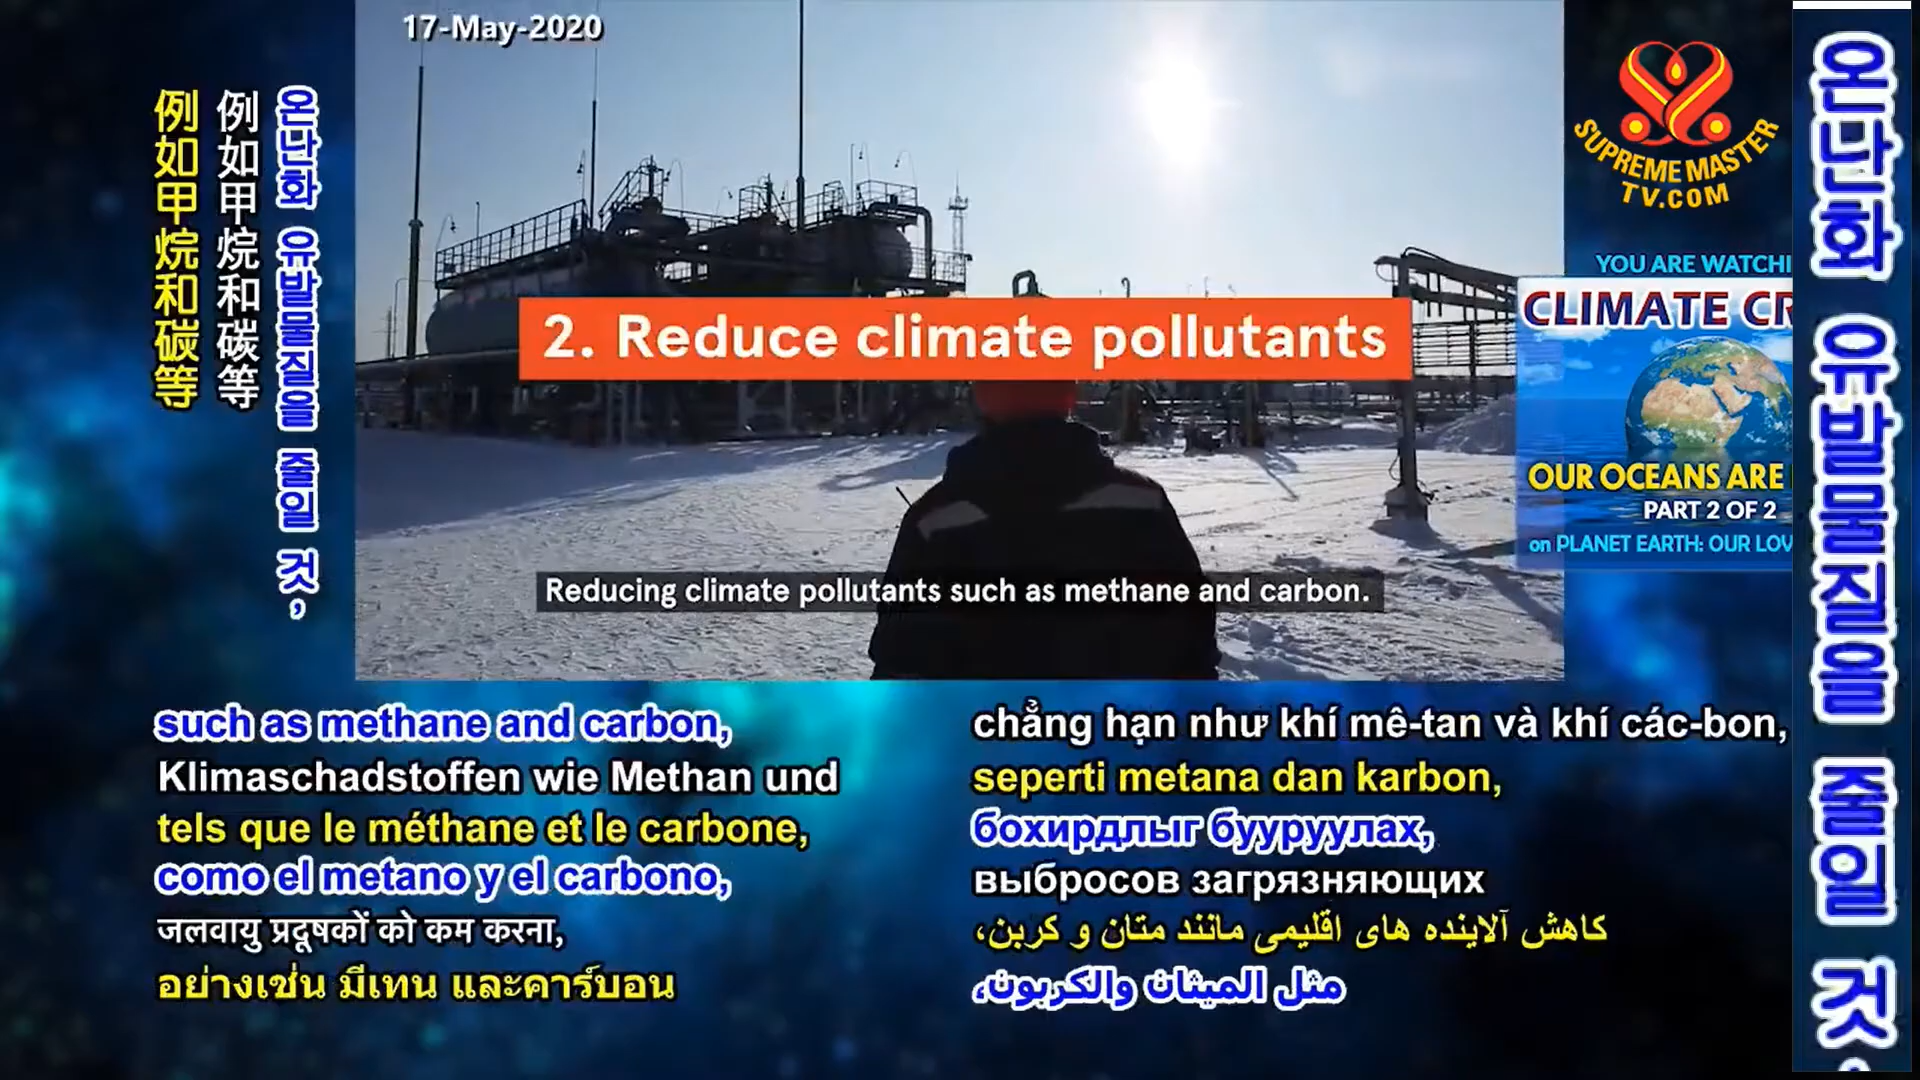 17-May-2020
例如甲烷和碳等
例如甲烷和碳等
온난화 유발물질을 줄일 것,
2. Reduce climate pollutants
Reducing climate pollutants such as methane and carbon.
SUPREME MASTER
TV.COM
YOU ARE WATCHI
CLIMATE CR
OUR OCEANS ARE
PART 2 OF 2
on PLANET EARTH: OUR LOV
온난화 유발물질을 줄일 것,
such as methane and carbon,
Klimaschadstoffen wie Methan und
tels que le méthane et le carbone,
como el metano y el carbono,
जलवायु प्रदूषकों को कम करना,
อย่างเช่น มีเทน และคาร์บอน
chẳng hạn như khí mê-tan và khí các-bon,
seperti metana dan karbon,
бохирдлыг бууруулах,
выбросов загрязняющих
کاهش آلاینده های اقلیمی مانند متان و کربن،
مثل الميثان والكربون،